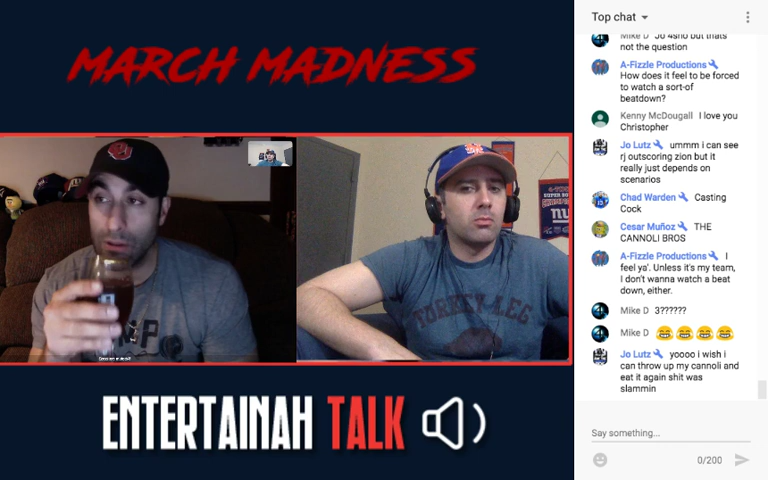 MARCH MADNESS
TURKEY-LEG
NU
ENTERTAINAH TALK
Top chat
Mike D Jo 4sho but thats
not the question
A-Fizzle Productions
How does it feel to be forced
to watch a sort-of
beatdown?
Kenny McDougall I love you
Christopher
Jo Lutz ummm i can see
rj outscoring zion but it
really just depends on
scenarios
Chad Warden Casting
Cock
Cesar Muñoz THE
CANNOLI BROS
A-Fizzle Productions I
feel ya'. Unless it's my team,
I don't wanna watch a beat
down, either.
Mike D 3??????
Mike D
Jo Lutz yoooo i wish i
can throw up my cannoli and
eat it again shit was
slammin
Say something...
0/200